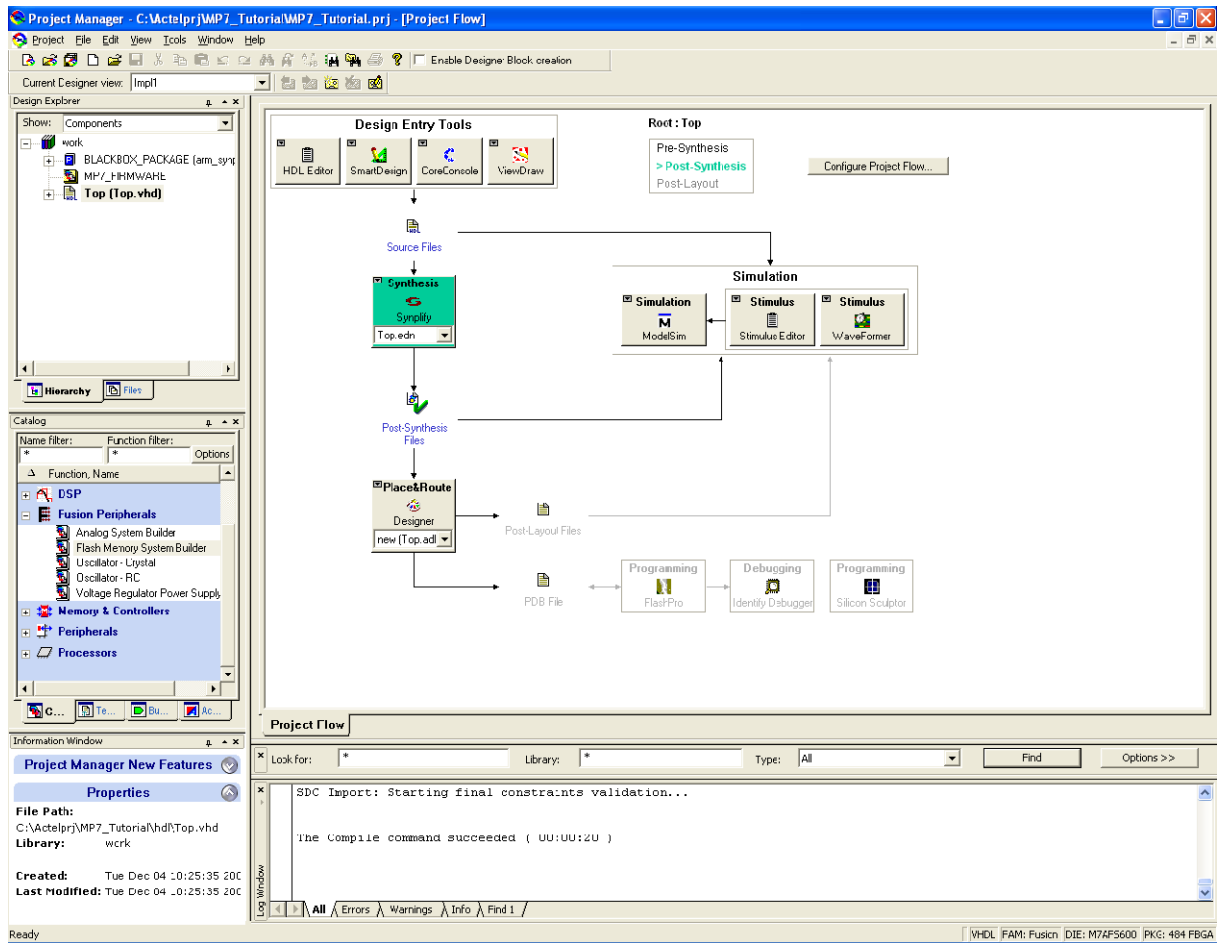 Project Manager - C:\Actelprj\MP7_Tutorial\MP7_Tutorial.prj - [Project Flow]
Project File Edit View Tools Window Help
Enable Designer Block creation
Current Designer view: Impl1
Design Explorer
Show: Components
work
BLACKBOX_PACKAGE (arm_synp
MP7_FIRMWARE
Top (Top.vhd)
Hierarchy Files
Catalog
Name filter: Function filter:
* * Options
Function, Name
DSP
Fusion Peripherals
Analog System Builder
Flash Memory System Builder
Oscillator - Crystal
Oscillator - RC
Voltage Regulator Power Supply
Memory & Controllers
Peripherals
Processors
C... Te... Bu... Ac...
Information Window
Project Manager New Features
Properties
File Path:
C:\Actelprj\MP7_Tutorial\hdl\Top.vhd
Library: work
Created: Tue Dec 04 10:25:35 200
Last Modified: Tue Dec 04 10:25:35 200
Design Entry Tools
HDL Editor SmartDesign CoreConsole ViewDraw
Root : Top
Pre-Synthesis
>Post-Synthesis
Post-Layout
Configure Project Flow...
Source Files
Synthesis
Synplify
Top.edn
Simulation
Simulation Stimulus Stimulus
ModelSim Stimulus Editor WaveFormer
Post-Synthesis
Files
Place&Route
Designer
new (Top.adl
Post-Layout Files
PDB File
Programming Debugging Programming
FlashPro Identify Debugger Silicon Sculptor
Project Flow
Look for: * Library: * Type: All Find Options >>
SDC Import: Starting final constraints validation...
The Compile command succeeded ( 00:00:20 )
Log Window
All Errors Warnings Info Find 1
Ready VHDL FAM: Fusion DIE: M7AFS600 PKG: 484 FBGA